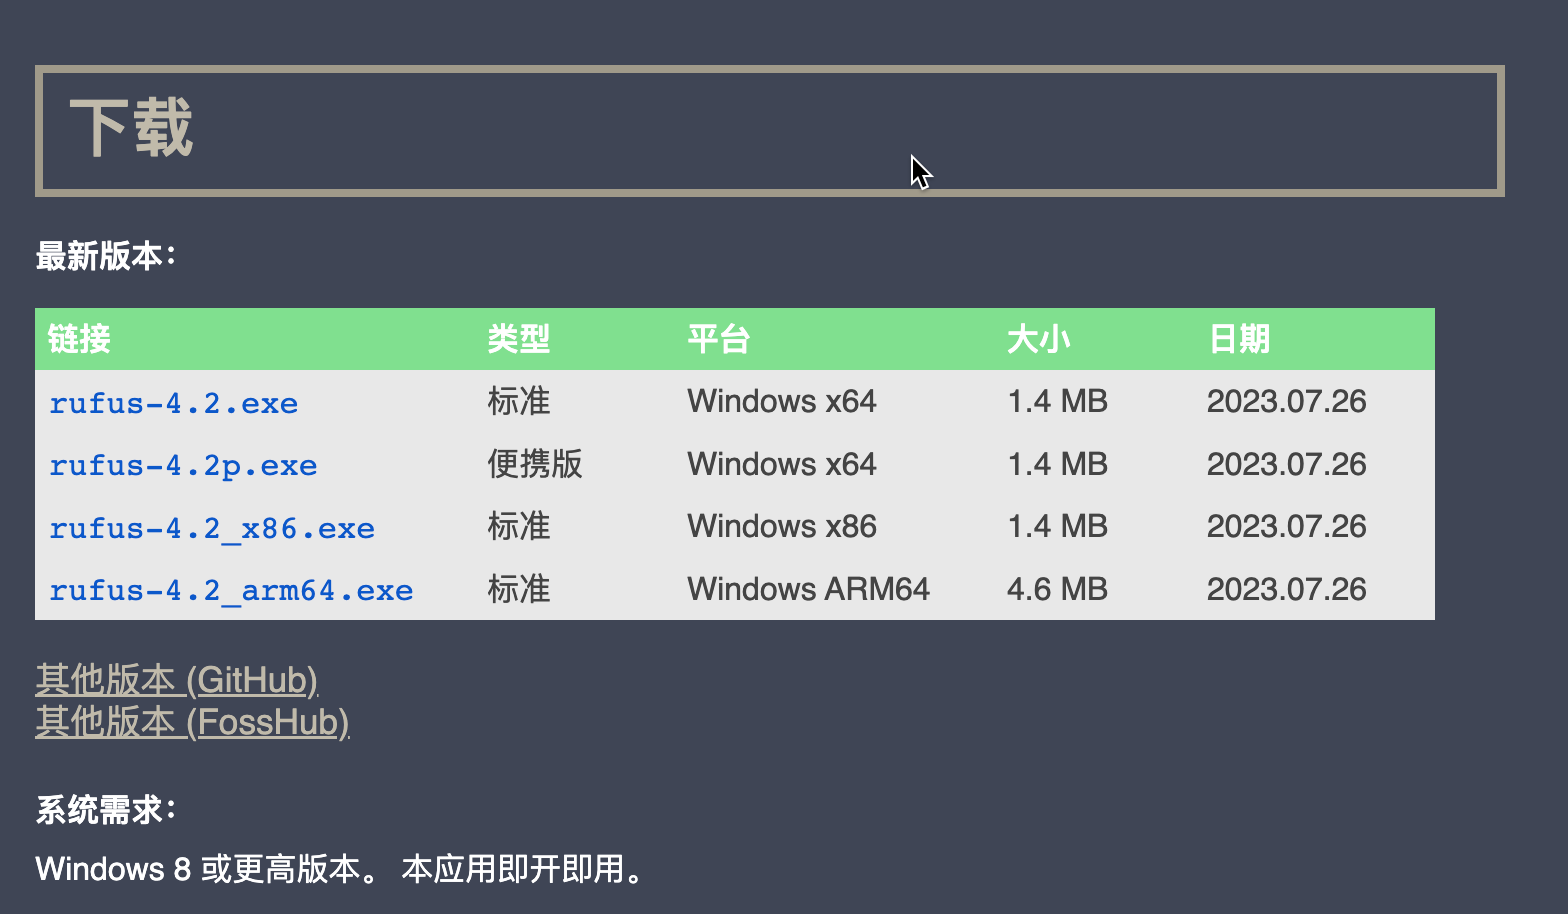 下载
最新版本：
链接 类型 平台 大小 日期
rufus-4.2.exe 标准 Windows x64 1.4 MB 2023.07.26
rufus-4.2p.exe 便携版 Windows x64 1.4 MB 2023.07.26
rufus-4.2_x86.exe 标准 Windows x86 1.4 MB 2023.07.26
rufus-4.2_arm64.exe 标准 Windows ARM64 4.6 MB 2023.07.26
其他版本 (GitHub)
其他版本 (FossHub)
系统需求：
Windows 8 或更高版本。 本应用即开即用。